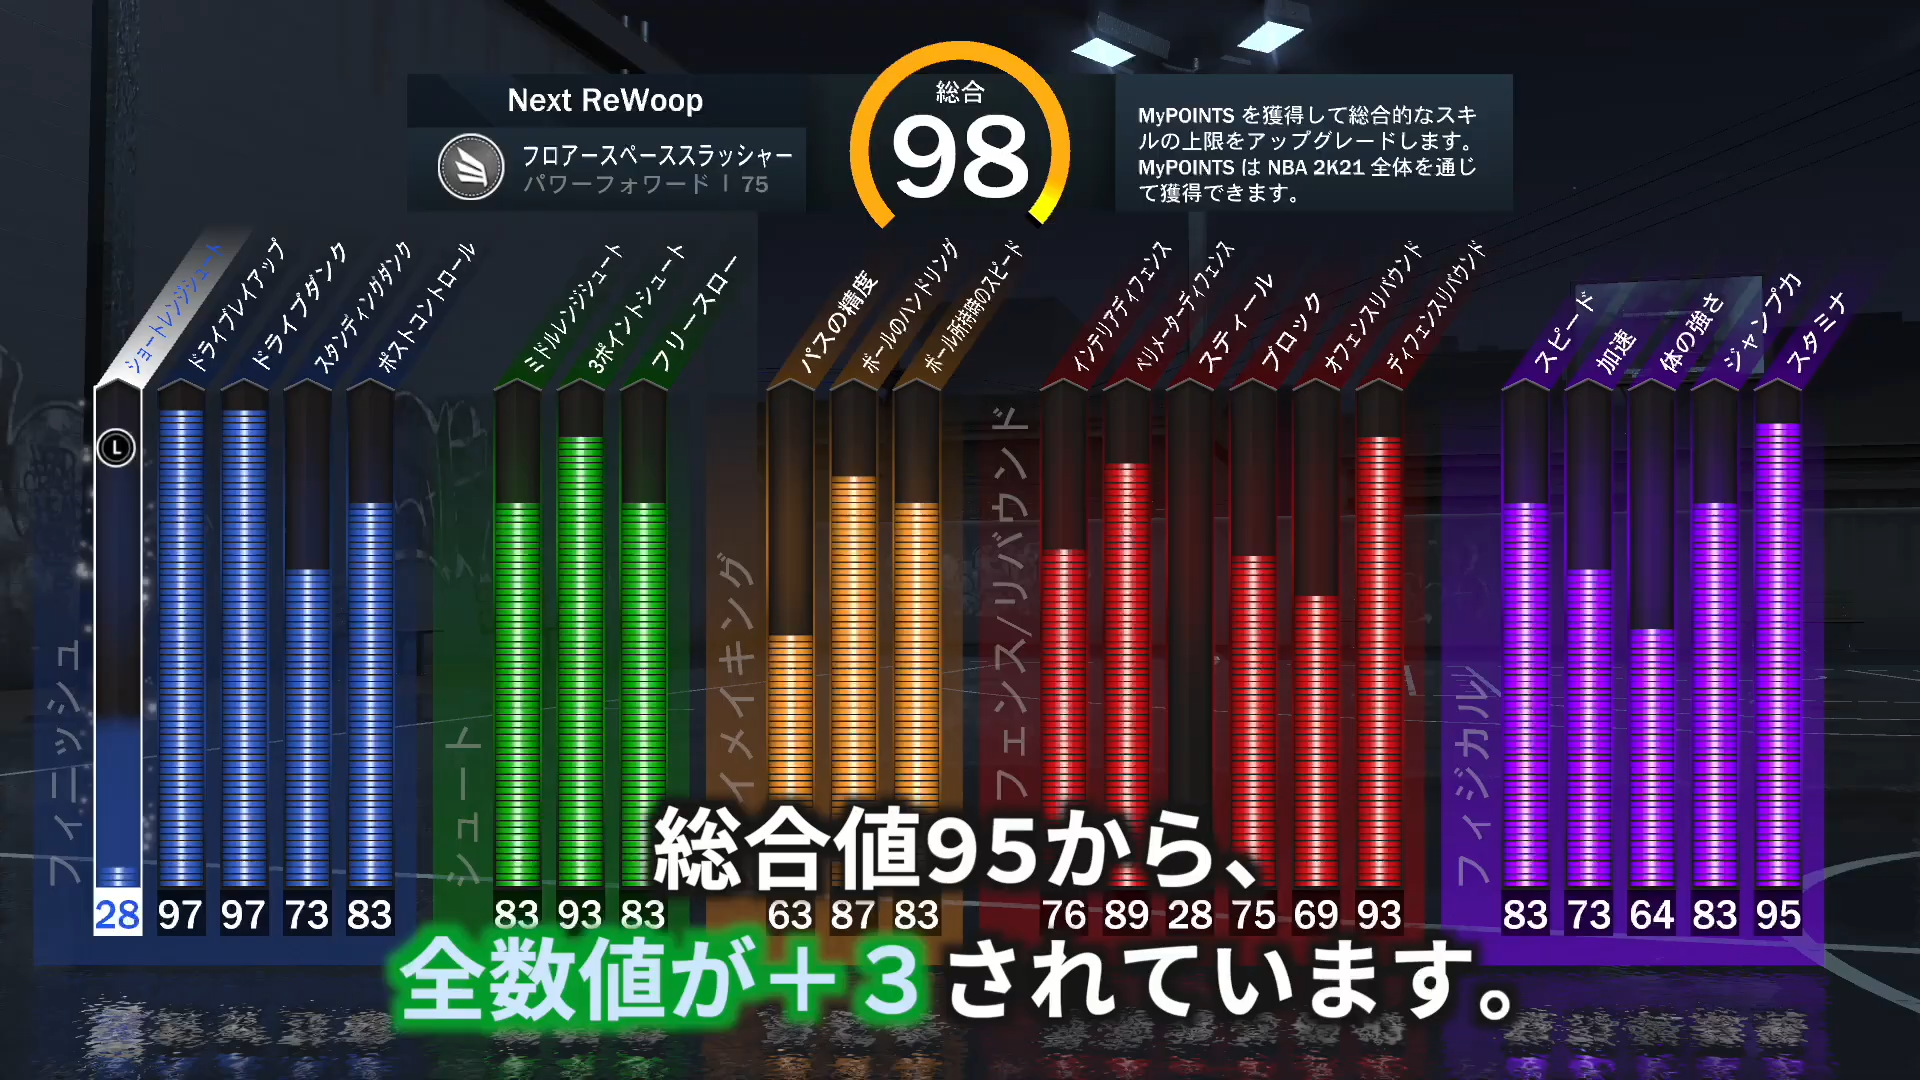 Next ReWoop
フロアースペーススラッシャー
パワーフォワード | 75
総合
98
MyPOINTS を獲得して総合的なスキ
ルの上限をアップグレードします。
MyPOINTS は NBA 2K21 全体を通じ
て獲得できます。
ショートレンジシュート
ドライブレイアップ
ドライブダンク
スタンディングダンク
ポストコントロール
ミドルレンジシュート
3ポイントシュート
フリースロー
パスの精度
ボールのハンドリング
ボール所持時のスピード
インテリアディフェンス
ペリメーターディフェンス
スティール
ブロック
オフェンスリバウンド
ディフェンスリバウンド
スピード
加速
体の強さ
ジャンプ力
スタミナ
L
フィニッシュ
シュート
イメイキング
フェンス/リバウンド
フィジカル
28 97 97 73 83 83 93 83 63 87 83 76 89 28 75 69 93 83 73 64 83 95
総合値95から、
全数値が＋3されています。